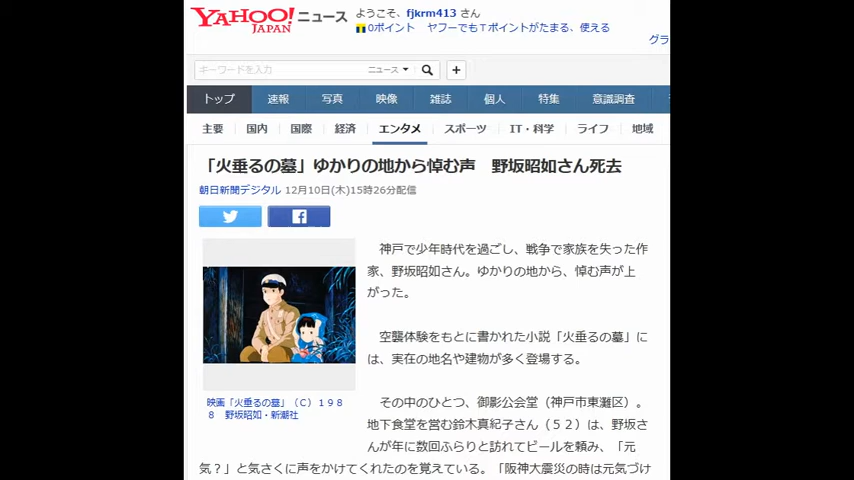 YAHOO! JAPAN ニュース
ようこそ、fjkrm413 さん
0ポイント ヤフーでもTポイントがたまる、使える
グラ
キーワードを入力 ニュース
トップ 速報 写真 映像 雑誌 個人 特集 意識調査
主要 国内 国際 経済 エンタメ スポーツ IT・科学 ライフ 地域
「火垂るの墓」ゆかりの地から悼む声 野坂昭如さん死去
朝日新聞デジタル 12月10日(木)15時26分配信
神戸で少年時代を過ごし、戦争で家族を失った作
家、野坂昭如さん。ゆかりの地から、悼む声が上
がった。
空襲体験をもとに書かれた小説「火垂るの墓」に
は、実在の地名や建物が多く登場する。
映画「火垂るの墓」（Ｃ）１９８
８ 野坂昭如・新潮社
その中のひとつ、御影公会堂（神戸市東灘区）。
地下食堂を営む鈴木真紀子さん（５２）は、野坂さ
んが年に数回ふらりと訪れてビールを頼み、「元
気？」と気さくに声をかけてくれたのを覚えている。「阪神大震災の時は元気づけ